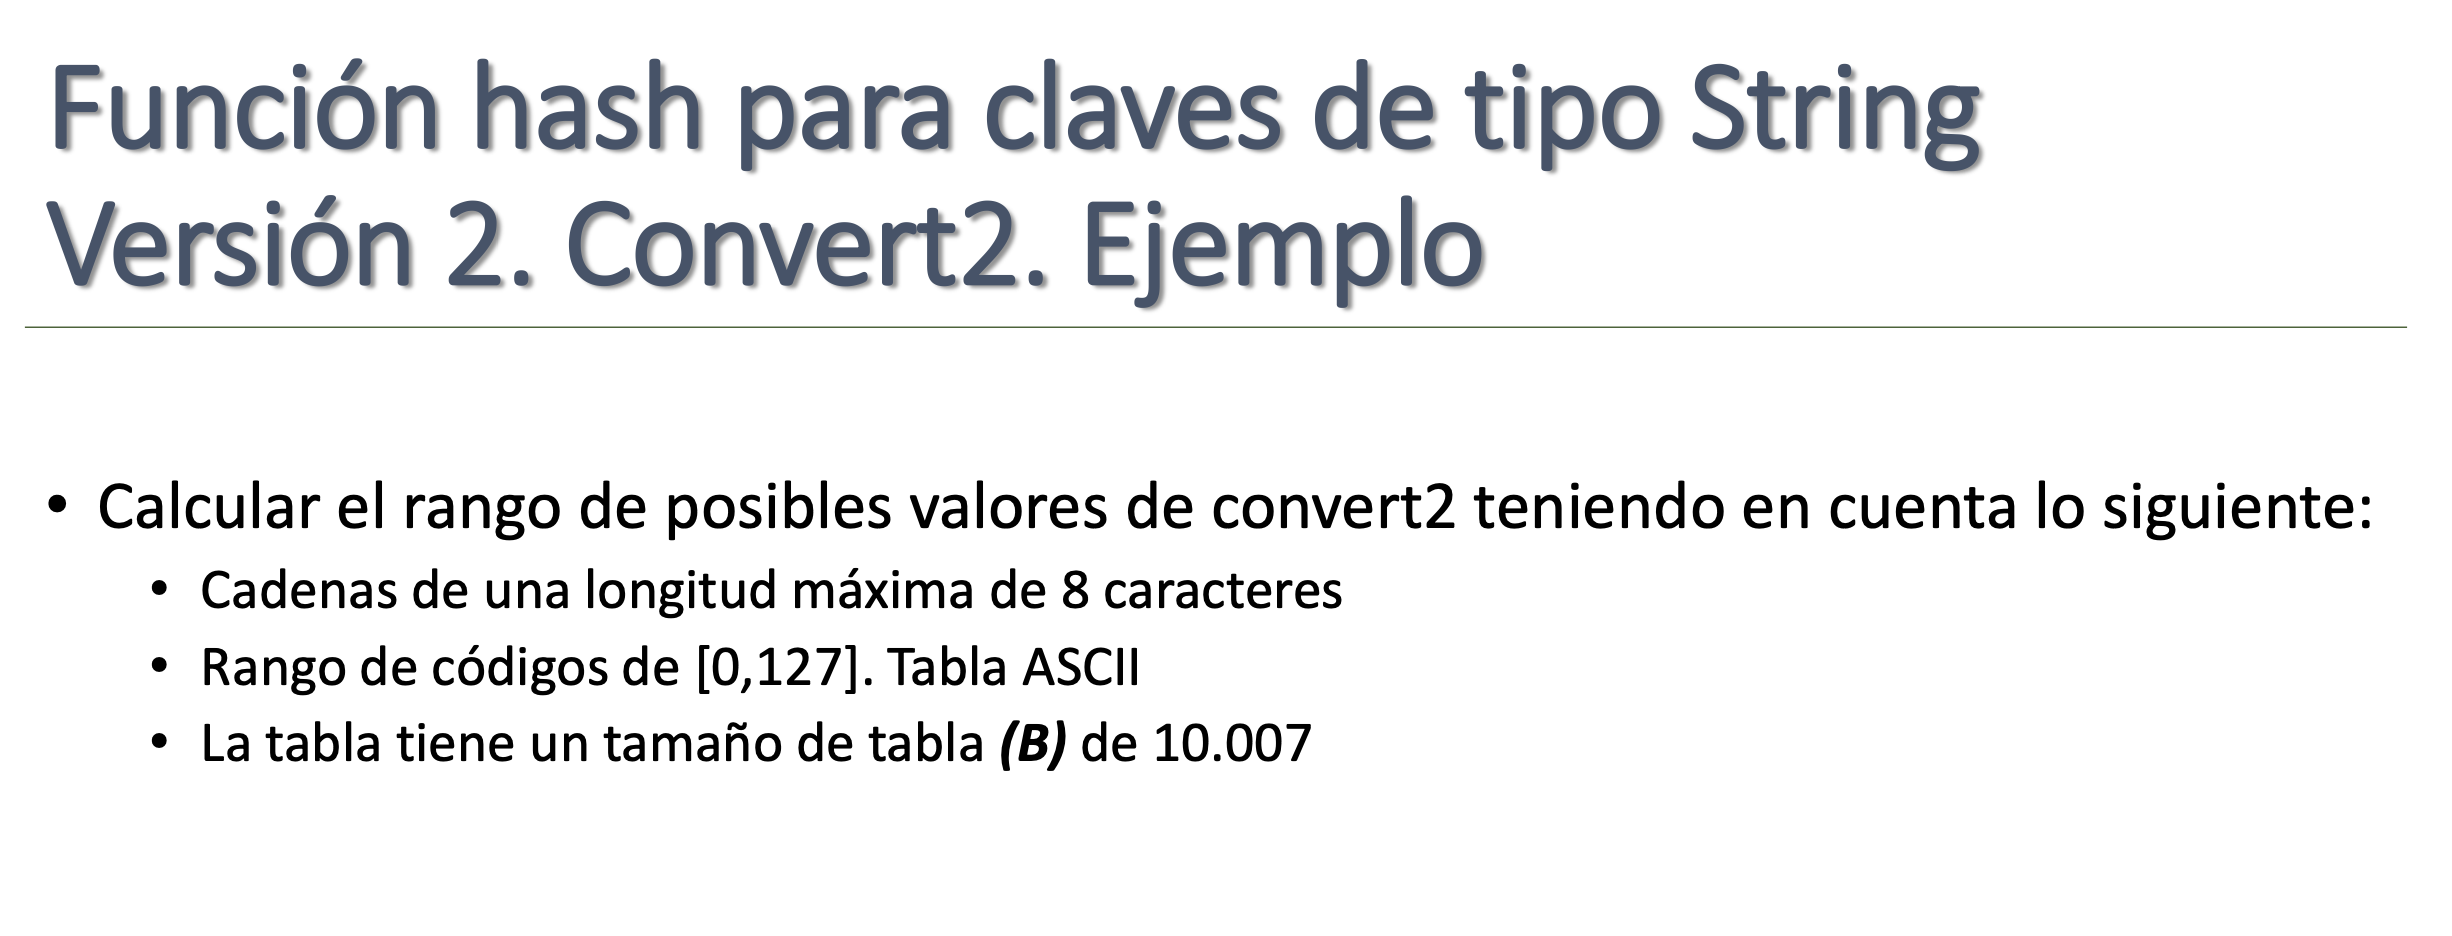 Función hash para claves de tipo String
Versión 2. Convert2. Ejemplo
• Calcular el rango de posibles valores de convert2 teniendo en cuenta lo siguiente:
• Cadenas de una longitud máxima de 8 caracteres
• Rango de códigos de [0,127]. Tabla ASCII
• La tabla tiene un tamaño de tabla (B) de 10.007